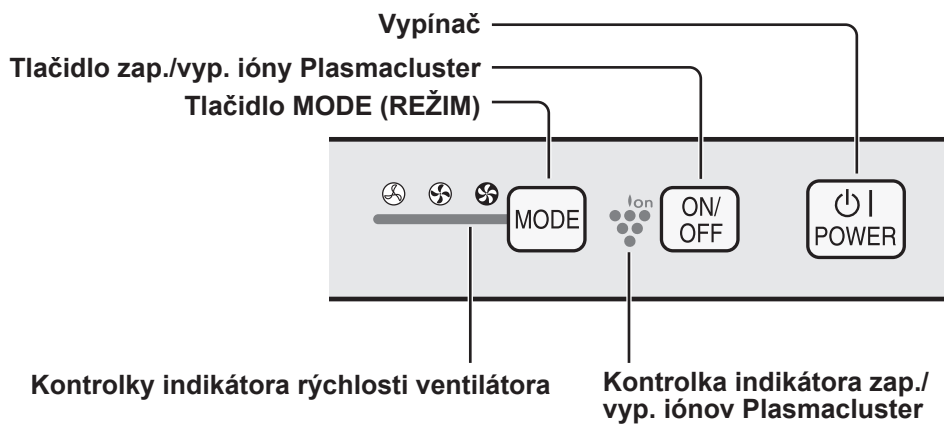 Vypínač
Tlačidlo zap./vyp. ióny Plasmacluster
Tlačidlo MODE (REŽIM)
MODE
ion
ON/
OFF
POWER
Kontrolky indikátora rýchlosti ventilátora
Kontrolka indikátora zap./
vyp. iónov Plasmacluster